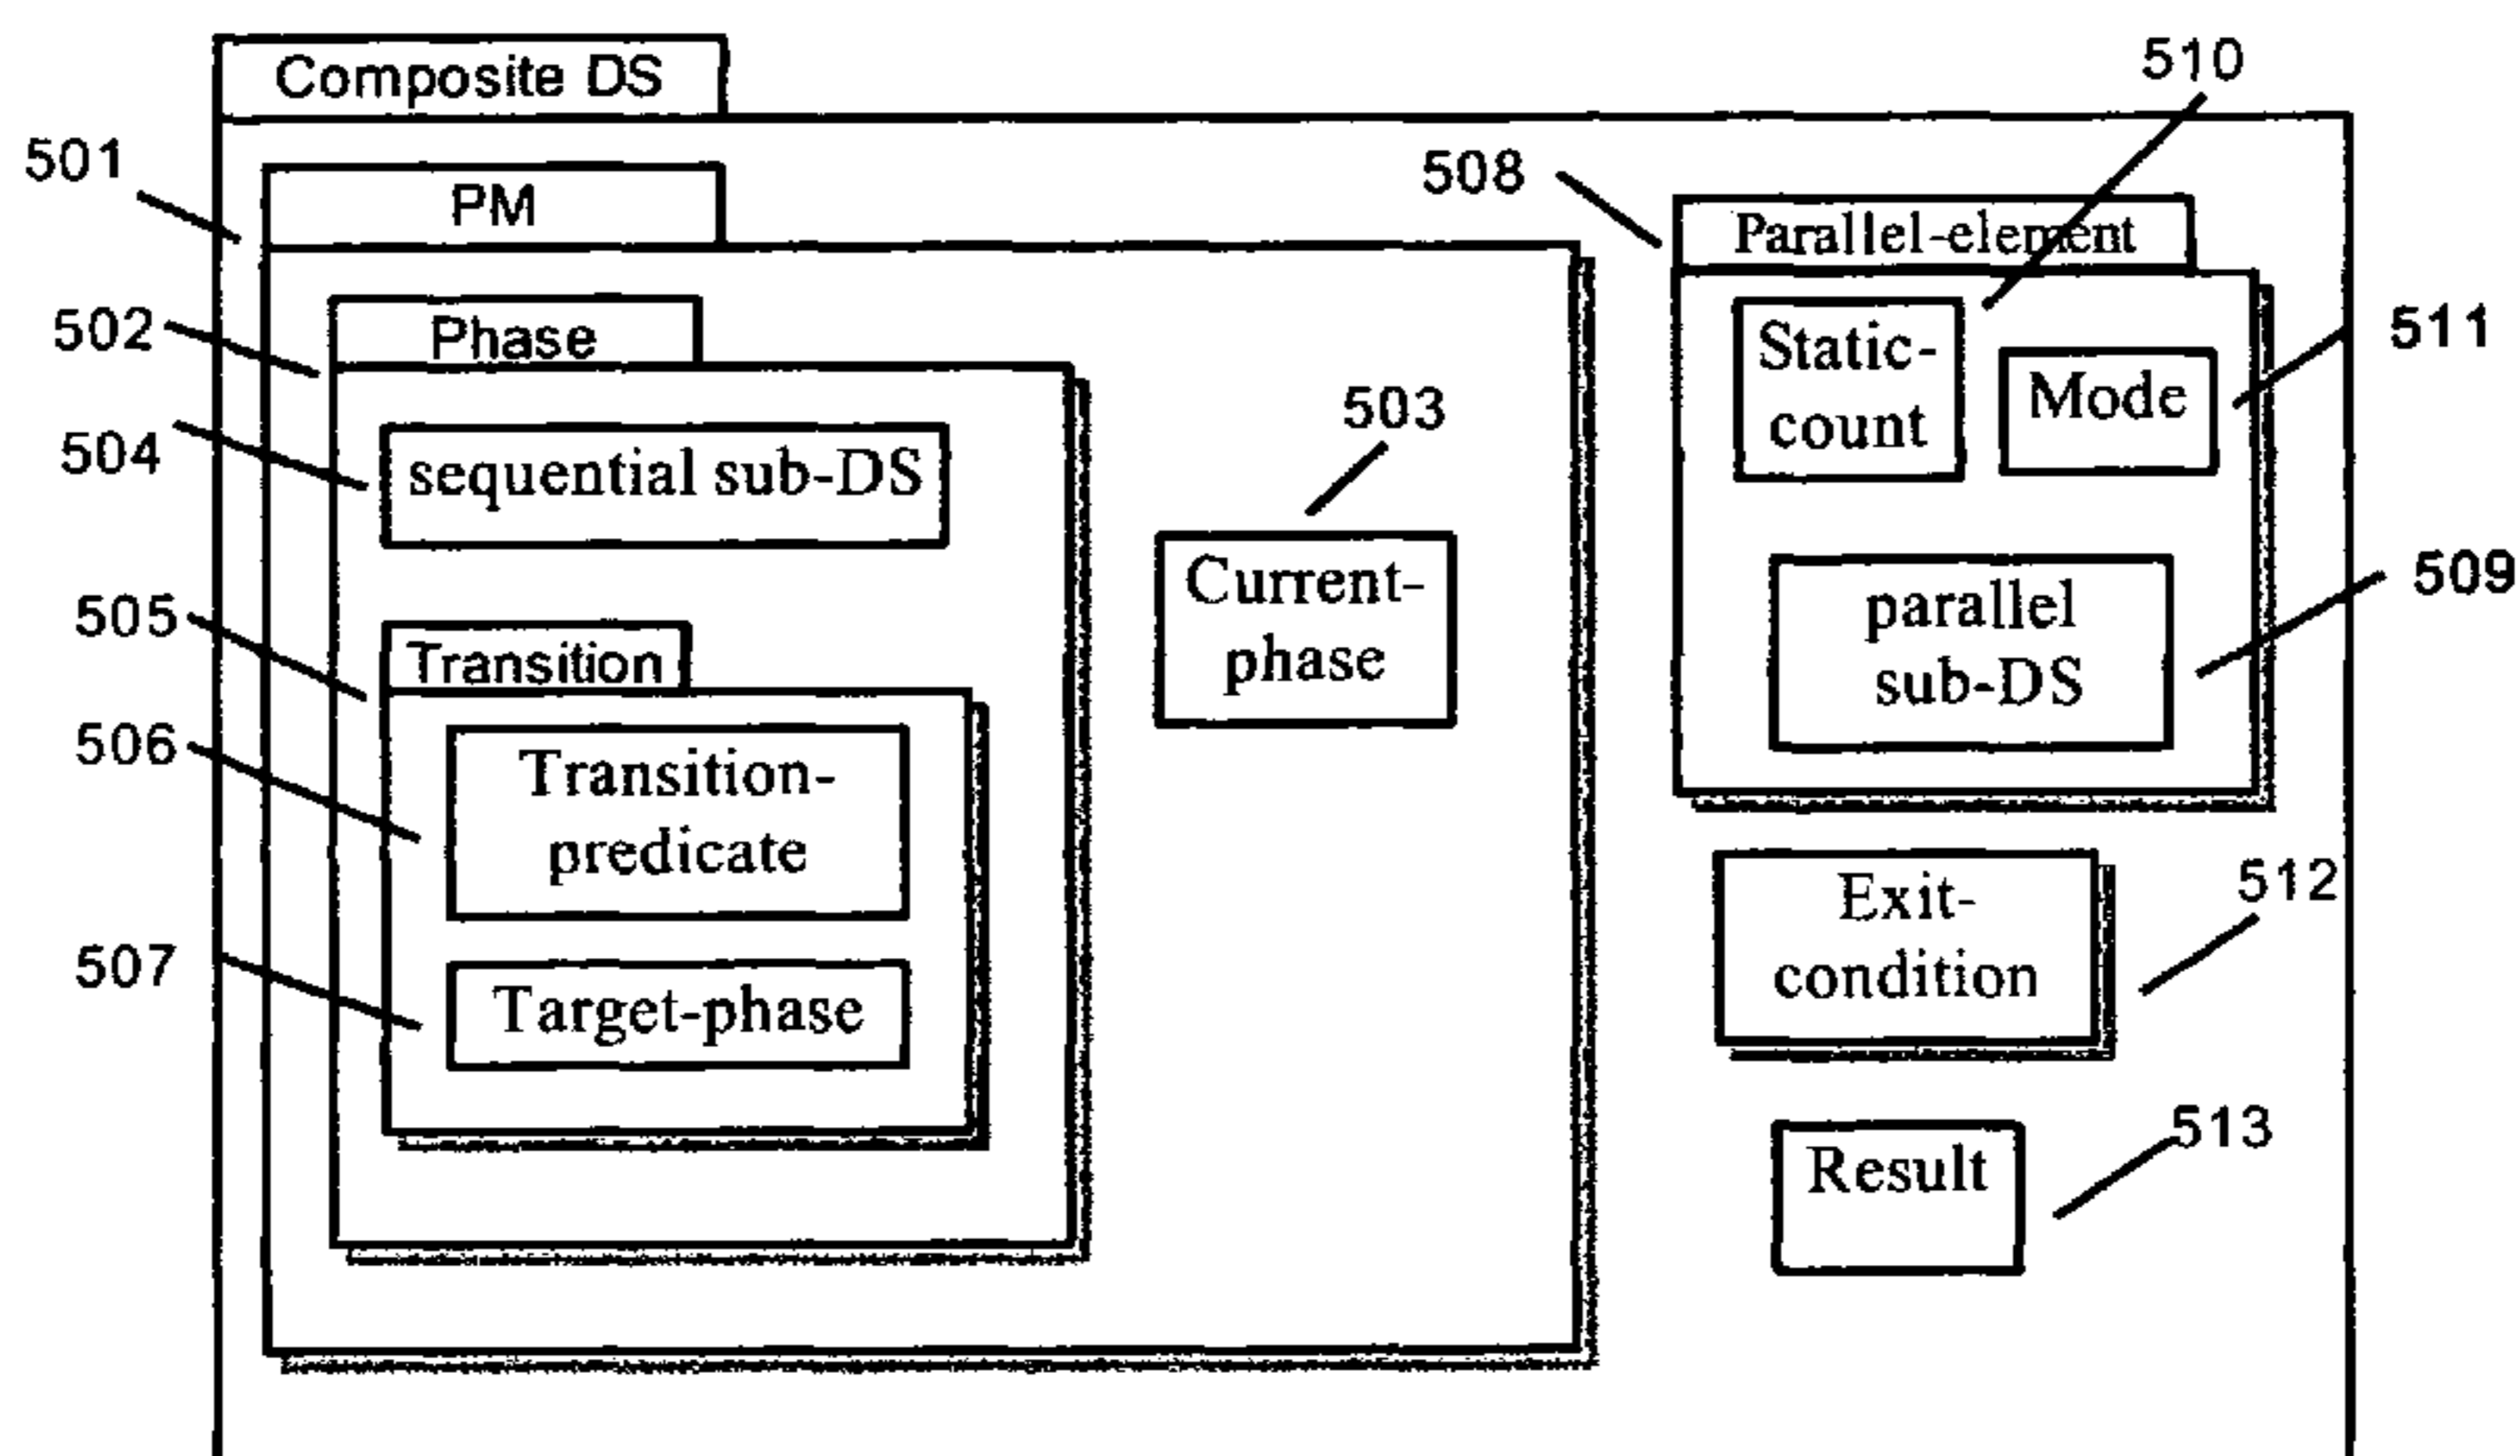 Composite DS
510
501
PM
508
Parallel-element
502
Phase
Static-
count
Mode
511
504
sequential sub-DS
503
Current-
phase
509
parallel
sub-DS
505
Transition
506
Transition-
predicate
512
Exit-
condition
507
Target-phase
513
Result